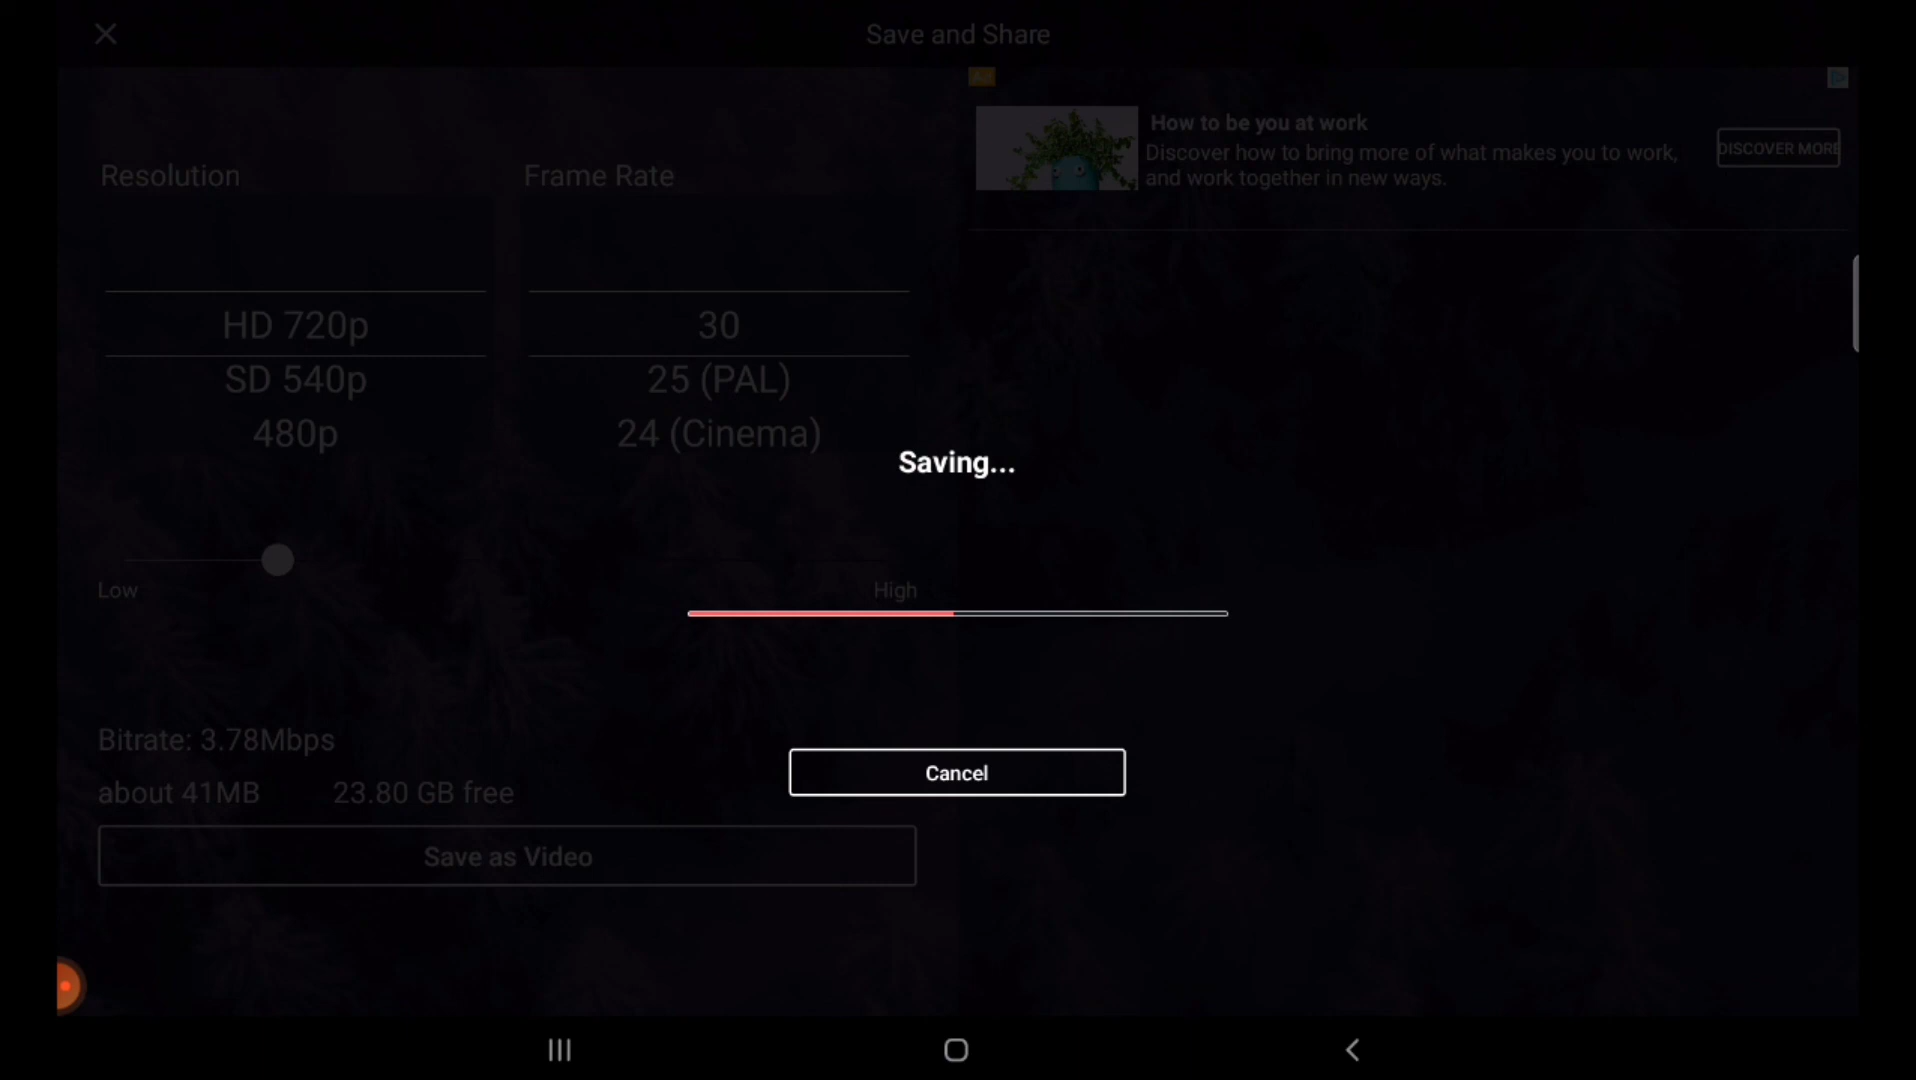 Save and Share
Ad
How to be you at work
Discover how to bring more of what makes you to work,
and work together in new ways.
DISCOVER MORE
Resolution
Frame Rate
HD 720p
30
SD 540p
25 (PAL)
480p
24 (Cinema)
Saving...
Low
High
Bitrate: 3.78Mbps
about 41MB 23.80 GB free
Cancel
Save as Video